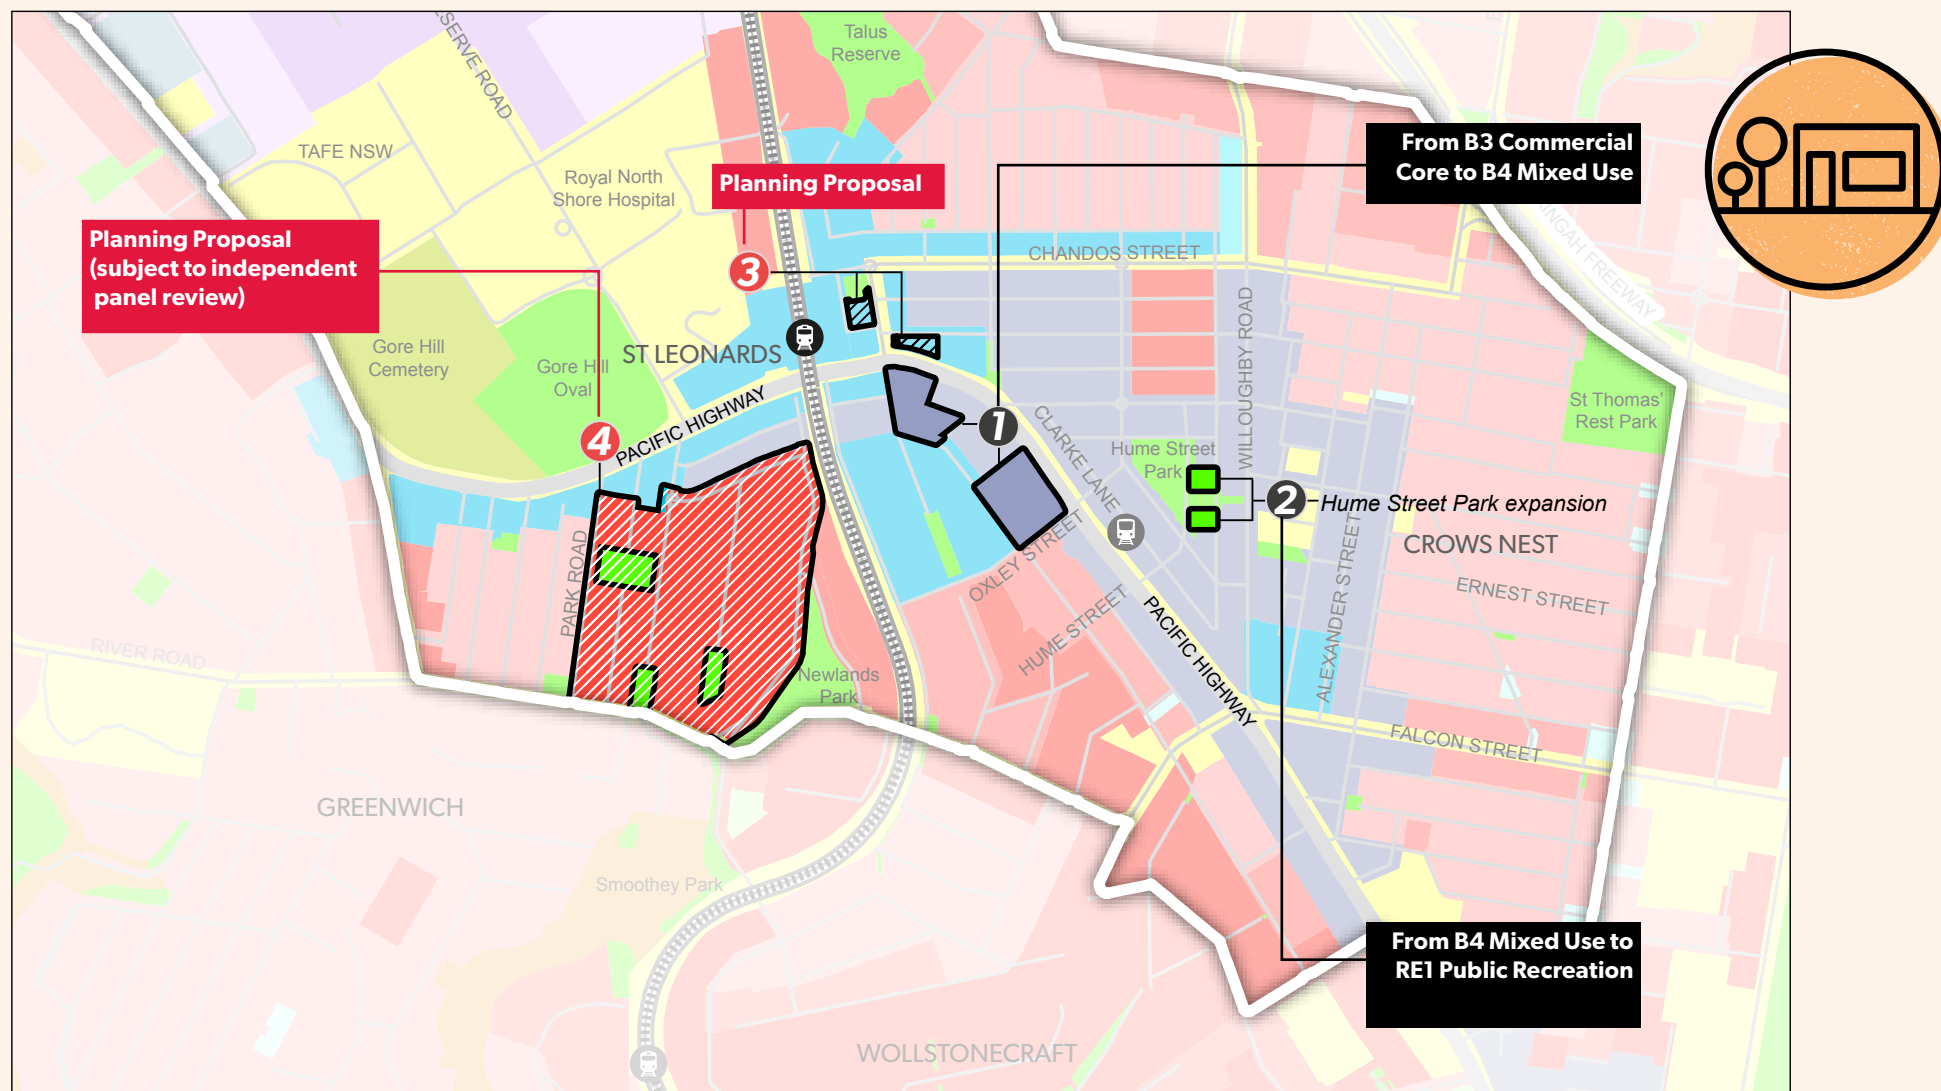 Talus
Reserve
SERVE ROAD
TAFE NSW
Royal North
Shore Hospital
Planning Proposal
From B3 Commercial
Core to B4 Mixed Use
Planning Proposal
(subject to independent
panel review)
3
CHANDOS STREET
INGAH FREEWAY
Gore Hill
Cemetery
Gore Hill
Oval
ST LEONARDS
PACIFIC HIGHWAY
WILLOUGHBY ROAD
St Thomas'
Rest Park
4
1
CLARKE LANE
Hume Street
Park
2
Hume Street Park expansion
CROWS NEST
OXLEY STREET
PARK ROAD
HUME STREET
PACIFIC HIGHWAY
ALEXANDER STREET
ERNEST STREET
RIVER ROAD
Newlands
Park
FALCON STREET
GREENWICH
Smoothey Park
From B4 Mixed Use to
RE1 Public Recreation
WOLLSTONECRAFT